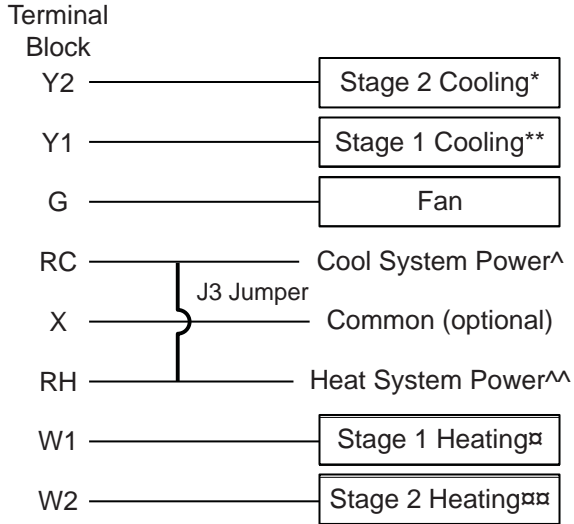 Terminal
Block
Y2 Stage 2 Cooling*
Y1 Stage 1 Cooling**
G Fan
RC Cool System Power^
J3 Jumper
X Common (optional)
RH Heat System Power^^
W1 Stage 1 Heating¤
W2 Stage 2 Heating¤¤